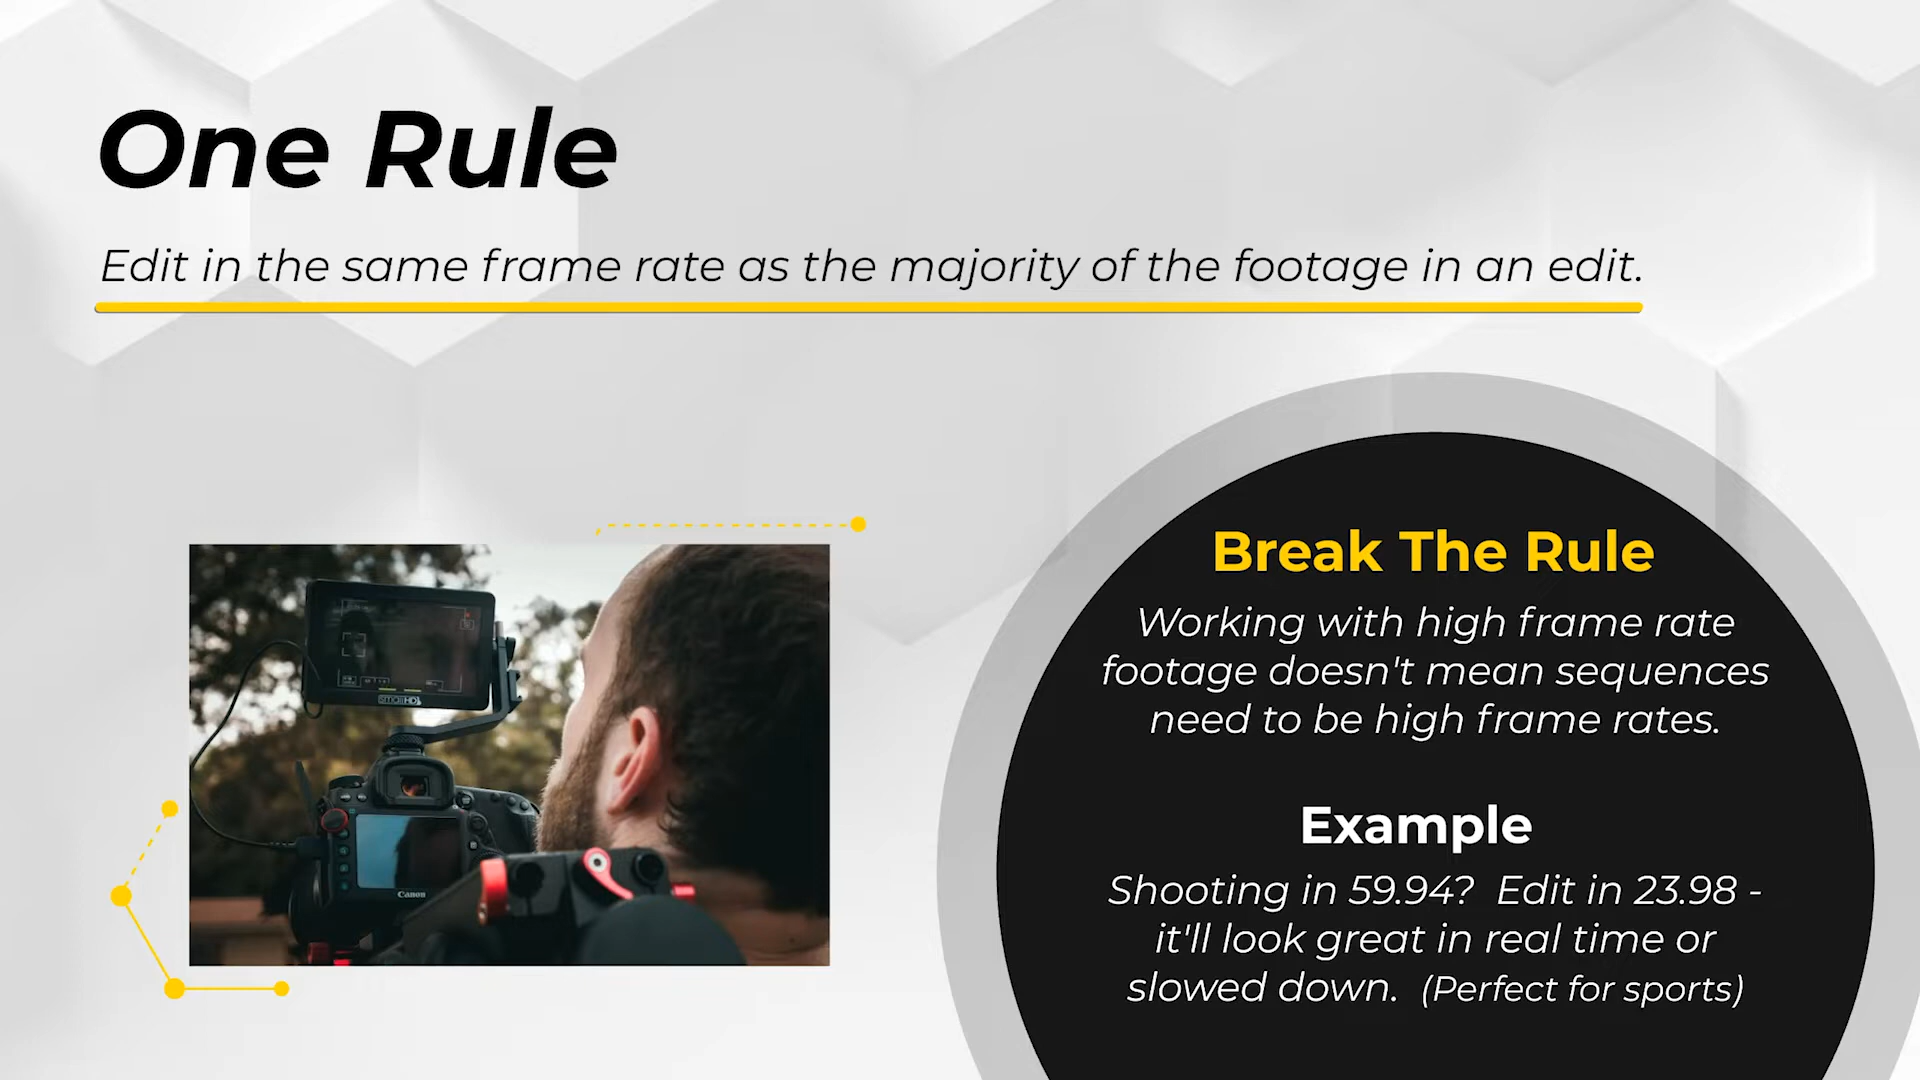 One Rule
Edit in the same frame rate as the majority of the footage in an edit.
Break The Rule
Working with high frame rate
footage doesn't mean sequences
need to be high frame rates.
Example
Shooting in 59.94?  Edit in 23.98 -
it'll look great in real time or
slowed down.  (Perfect for sports)
smallHD
Canon